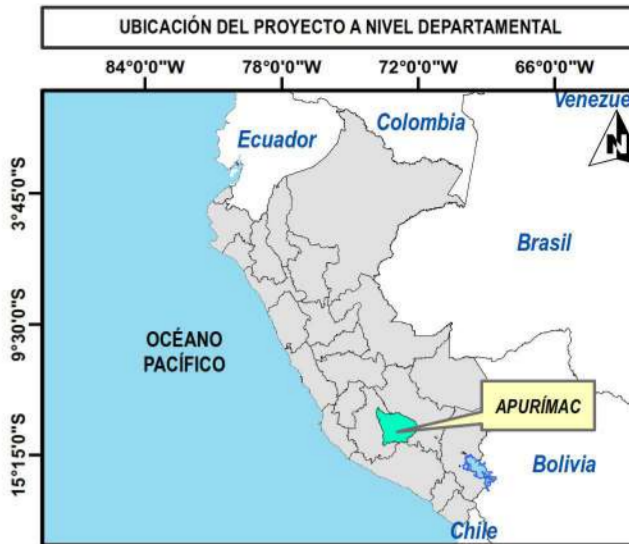 UBICACIÓN DEL PROYECTO A NIVEL DEPARTAMENTAL
84°0'0"W 78°0'0"W 72°0'0"W 66°0'0"W
Venezue
Colombia
Ecuador
N
3°45'0"S
Brasil
9°30'0"S
OCÉANO
PACÍFICO
APURÍMAC
15°15'0"S
Bolivia
Chile